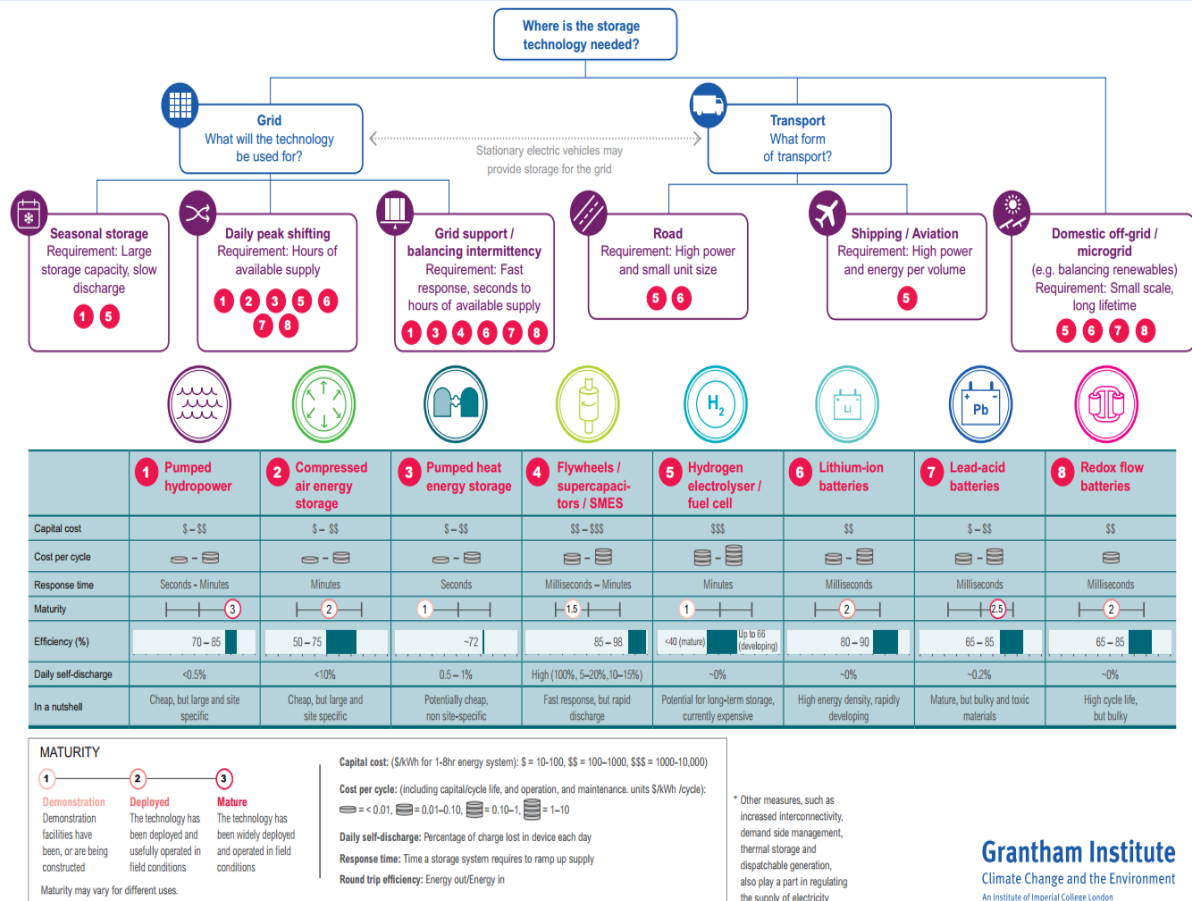 Where is the storage
technology needed?
Grid
What will the technology
be used for?
Stationary electric vehicles may
provide storage for the grid
Transport
What form
of transport?
Seasonal storage
Requirement: Large
storage capacity, slow
discharge
1 5
Daily peak shifting
Requirement: Hours of
available supply
1 2 3 5 6
7 8
Grid support /
balancing intermittency
Requirement: Fast
response, seconds to
hours of available supply
1 3 4 6 7 8
Road
Requirement: High power
and small unit size
5 6
Shipping / Aviation
Requirement: High power
and energy per volume
5
Domestic off-grid /
microgrid
(e.g. balancing renewables)
Requirement: Small scale,
long lifetime
5 6 7 8
H2
Li
Pb
1 Pumped
hydropower
2 Compressed
air energy
storage
3 Pumped heat
energy storage
4 Flywheels /
supercapaci-
tors / SMES
5 Hydrogen
electrolyser /
fuel cell
6 Lithium-ion
batteries
7 Lead-acid
batteries
8 Redox flow
batteries
Capital cost $ – $$ $ – $$ $ – $$ $$ – $$$ $$$ $$ $ – $$ $$
Cost per cycle – – – – – – –
Response time Seconds - Minutes Minutes Seconds Milliseconds – Minutes Minutes Milliseconds Milliseconds Milliseconds
Maturity 3 2 1 1.5 1 2 2.5 2
Efficiency (%) 70 – 85 50 – 75 ~72 85 – 98 <40 (mature) Up to 66 (developing) 80 – 90 65 – 85 65 – 85
Daily self-discharge <0.5% <10% 0.5 – 1% High (100%, 5–20%,10–15%) ~0% ~0% ~0.2% ~0%
In a nutshell
Cheap, but large and site
specific
Cheap, but large and
site specific
Potentially cheap,
non site-specific
Fast response, but rapid
discharge
Potential for long-term storage,
currently expensive
High energy density, rapidly
developing
Mature, but bulky and toxic
materials
High cycle life,
but bulky
MATURITY
1 2 3
Demonstration
Demonstration
facilities have
been, or are being
constructed
Deployed
The technology has
been deployed and
usefully operated in
field conditions
Mature
The technology has
been widely deployed
and operated in field
conditions
Maturity may vary for different uses.
Capital cost: ($/kWh for 1-8hr energy system): $ = 10-100, $$ = 100–1000, $$$ = 1000-10,000)
Cost per cycle: (including capital/cycle life, and operation, and maintenance. units $/kWh /cycle):
= < 0.01, = 0.01–0.10, = 0.10–1, = 1–10
Daily self-discharge: Percentage of charge lost in device each day
Response time: Time a storage system requires to ramp up supply
Round trip efficiency: Energy out/Energy in
* Other measures, such as
increased interconnectivity,
demand side management,
thermal storage and
dispatchable generation,
also play a part in regulating
the supply of electricity
Grantham Institute
Climate Change and the Environment
An Institute of Imperial College London